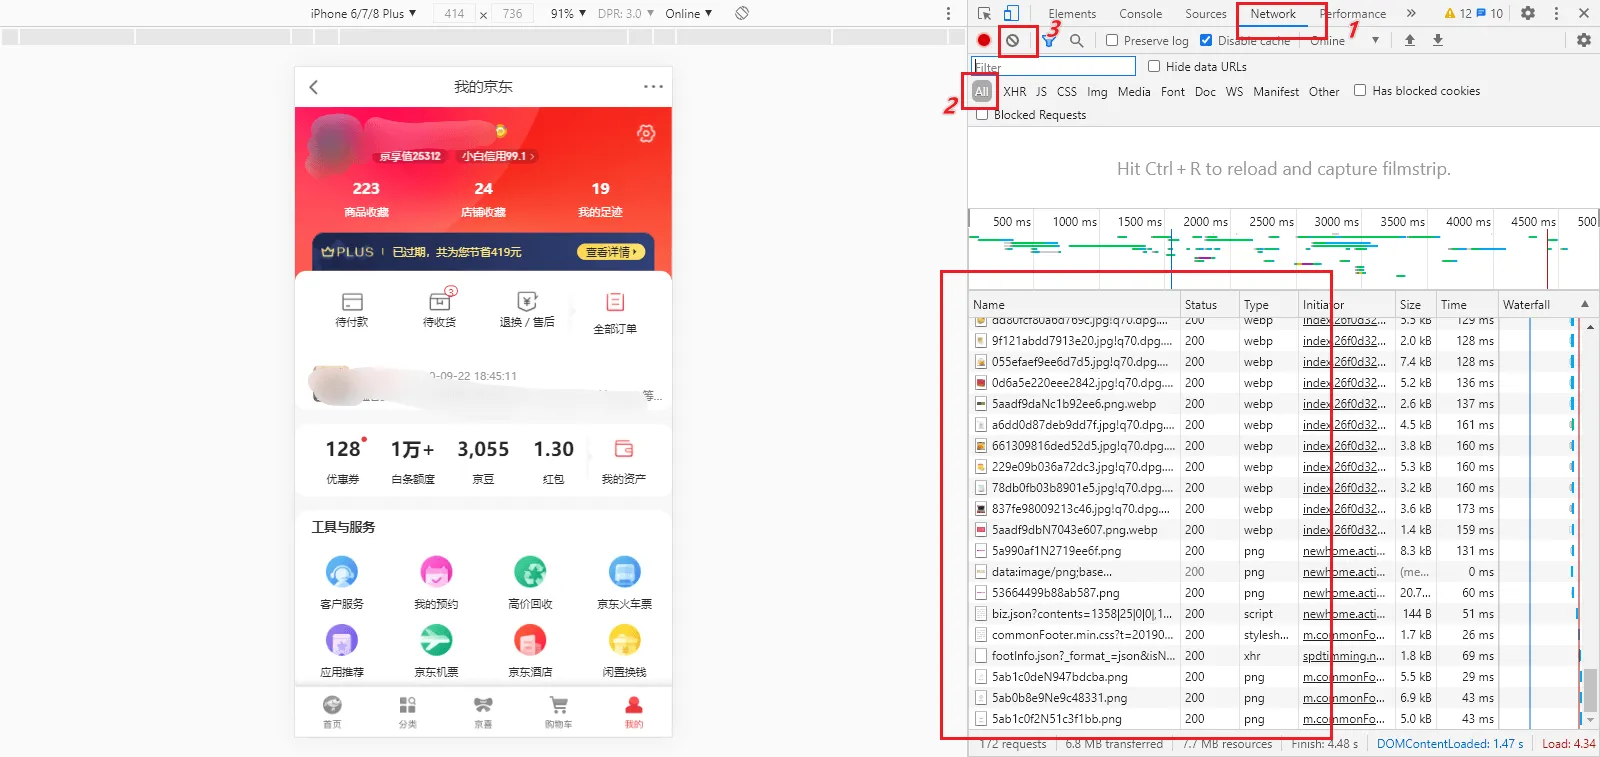 iPhone 6/7/8 Plus ▼ 414 × 736 91% ▼ DPR: 3.0 ▼ Online ▼
我的京东
京享值25312 小白信用99.1 >
223 24 19
商品收藏 店铺收藏 我的足迹
PLUS 已过期，共为您节省419元 查看详情
3
待付款 待收货 退换 / 售后 全部订单
0-09-22 18:45:11
等...
128 1万+ 3,055 1.30
优惠券 白条额度 京豆 红包 我的资产
工具与服务
客户服务 我的预约 高价回收 京东火车票
应用推荐 京东机票 京东酒店 闲置换钱
首页 分类 京喜 购物车 我的
Elements Console Sources Network Performance » 12 10
1
3
Preserve log Disable cache Online ▼
Filter Hide data URLs
2
All XHR JS CSS Img Media Font Doc WS Manifest Other Has blocked cookies
Blocked Requests
Hit Ctrl + R to reload and capture filmstrip.
500 ms 1000 ms 1500 ms 2000 ms 2500 ms 3000 ms 3500 ms 4000 ms 4500 ms 500
Name Status Type Initiator Size Time Waterfall
dd80fcf80a6d769c.jpg!q70.dpg.... 200 webp index.26f0d32... 5.5 kB 129 ms
9f121abdd7913e20.jpg!q70.dpg.... 200 webp index.26f0d32... 2.0 kB 128 ms
055efaef9ee6d7d5.jpg!q70.dpg.... 200 webp index.26f0d32... 7.4 kB 128 ms
0d6a5e220eee2842.jpg!q70.dpg.... 200 webp index.26f0d32... 5.2 kB 136 ms
5aadf9daNc1b92ee6.png.webp 200 webp index.26f0d32... 2.6 kB 137 ms
a6dd0d87deb9dd7f.jpg!q70.dpg.... 200 webp index.26f0d32... 4.5 kB 161 ms
661309816ded52d5.jpg!q70.dpg.... 200 webp index.26f0d32... 3.8 kB 160 ms
229e09b036a72dc3.jpg!q70.dpg.... 200 webp index.26f0d32... 5.3 kB 160 ms
78db0fb03b8901e5.jpg!q70.dpg.... 200 webp index.26f0d32... 3.2 kB 160 ms
837fe98009213c46.jpg!q70.dpg.... 200 webp index.26f0d32... 3.6 kB 173 ms
5aadf9dbN7043e607.png.webp 200 webp index.26f0d32... 1.4 kB 159 ms
5a990af1N2719ee6f.png 200 png newhome.acti... 8.3 kB 131 ms
data:image/png;base... 200 png newhome.acti... (me... 0 ms
53664499b88ab587.png 200 png newhome.acti... 20.7... 60 ms
biz.json?contents=1358|25|0|0|,1... 200 script newhome.acti... 144 B 51 ms
commonFooter.min.css?t=20190... 200 stylesh... m.commonFo... 1.7 kB 26 ms
footInfo.json?_format_=json&isN... 200 xhr spdtimming.n... 1.8 kB 69 ms
5ab1c0deN947bdcba.png 200 png m.commonFo... 5.5 kB 29 ms
5ab0b8e9Ne9c48331.png 200 png m.commonFo... 6.9 kB 43 ms
5ab1c0f2N51c3f1bb.png 200 png m.commonFo... 5.0 kB 43 ms
172 requests 6.8 MB transferred 7.7 MB resources Finish: 4.48 s DOMContentLoaded: 1.47 s Load: 4.34